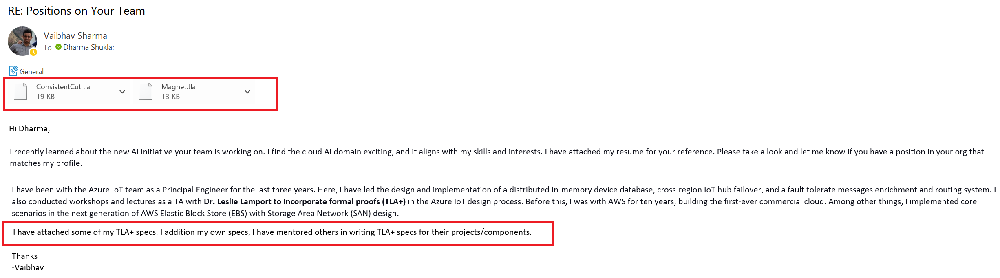 RE: Positions on Your Team
Vaibhav Sharma
To Dharma Shukla;
General
ConsistentCut.tla
19 KB
Magnet.tla
13 KB
Hi Dharma,
I recently learned about the new AI initiative your team is working on. I find the cloud AI domain exciting, and it aligns with my skills and interests. I have attached my resume for your reference. Please take a look and let me know if you have a position in your org that
matches my profile.
I have been with the Azure IoT team as a Principal Engineer for the last three years. Here, I have led the design and implementation of a distributed in-memory device database, cross-region IoT hub failover, and a fault tolerate messages enrichment and routing system. I
also conducted workshops and lectures as a TA with Dr. Leslie Lamport to incorporate formal proofs (TLA+) in the Azure IoT design process. Before this, I was with AWS for ten years, building the first-ever commercial cloud. Among other things, I implemented core
scenarios in the next generation of AWS Elastic Block Store (EBS) with Storage Area Network (SAN) design.
I have attached some of my TLA+ specs. I addition my own specs, I have mentored others in writing TLA+ specs for their projects/components.
Thanks
-Vaibhav